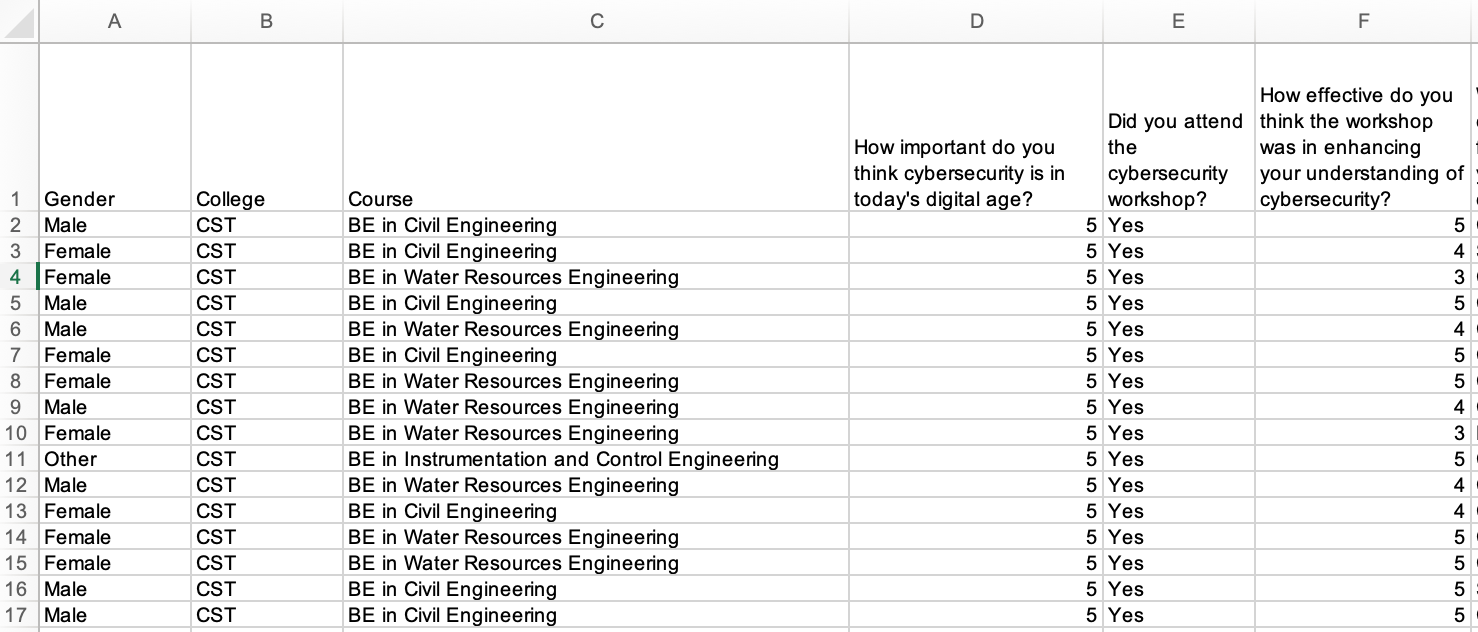 A B C D E F
1 Gender College Course How important do you think cybersecurity is in today's digital age? Did you attend the cybersecurity workshop? How effective do you think the workshop was in enhancing your understanding of cybersecurity?
2 Male CST BE in Civil Engineering 5 Yes 5
3 Female CST BE in Civil Engineering 5 Yes 4
4 Female CST BE in Water Resources Engineering 5 Yes 3
5 Male CST BE in Civil Engineering 5 Yes 5
6 Male CST BE in Water Resources Engineering 5 Yes 4
7 Female CST BE in Civil Engineering 5 Yes 5
8 Female CST BE in Water Resources Engineering 5 Yes 5
9 Male CST BE in Water Resources Engineering 5 Yes 4
10 Female CST BE in Water Resources Engineering 5 Yes 3
11 Other CST BE in Instrumentation and Control Engineering 5 Yes 5
12 Male CST BE in Water Resources Engineering 5 Yes 4
13 Female CST BE in Civil Engineering 5 Yes 4
14 Female CST BE in Water Resources Engineering 5 Yes 5
15 Female CST BE in Water Resources Engineering 5 Yes 5
16 Male CST BE in Civil Engineering 5 Yes 5
17 Male CST BE in Civil Engineering 5 Yes 5